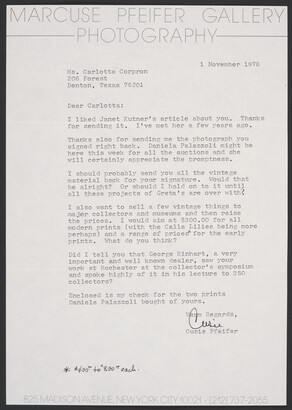 MARCUSE PFEIFER GALLERY
PHOTOGRAPHY
1 November 1978
Ms. Carlotta Corpron
206 Forest
Denton, Texas 76201
Dear Carlotta:
I liked Janet Kutner's article about you. Thanks
for sending it. I've met her a few years ago.
Thanks also for sending me the photograph you
signed right back. Daniela Palazzoli might be
here this week for all the auctions and she
will certainly appreciate the promptness.
I should probably send you all the vintage
material back for your signature. Would that
be alright? Or should I hold on to it until
all these projects of Greta's are over with?
I also want to sell a few vintage things to
major collectors and museums and then raise
the prices. I would aim at $200.00 for all
modern prints (with the Calla Lilies being more
perhaps) and a range of prices* for the early
prints. What do you think?
Did I tell you that George Rinhart, a very
important and well known dealer, saw your
work at Rochester at the collector's symposium
and spoke highly of it in his lecture to 250
collectors?
Enclosed is my check for the two prints
Daniela Palazzoli bought of yours.
Warm Regards,
Cusie
Cusie Pfeifer
* $400⁰⁰ to $800⁰⁰ each.
825 MADISON AVENUE, NEW YORK CITY 10021 - (212) 737-2055